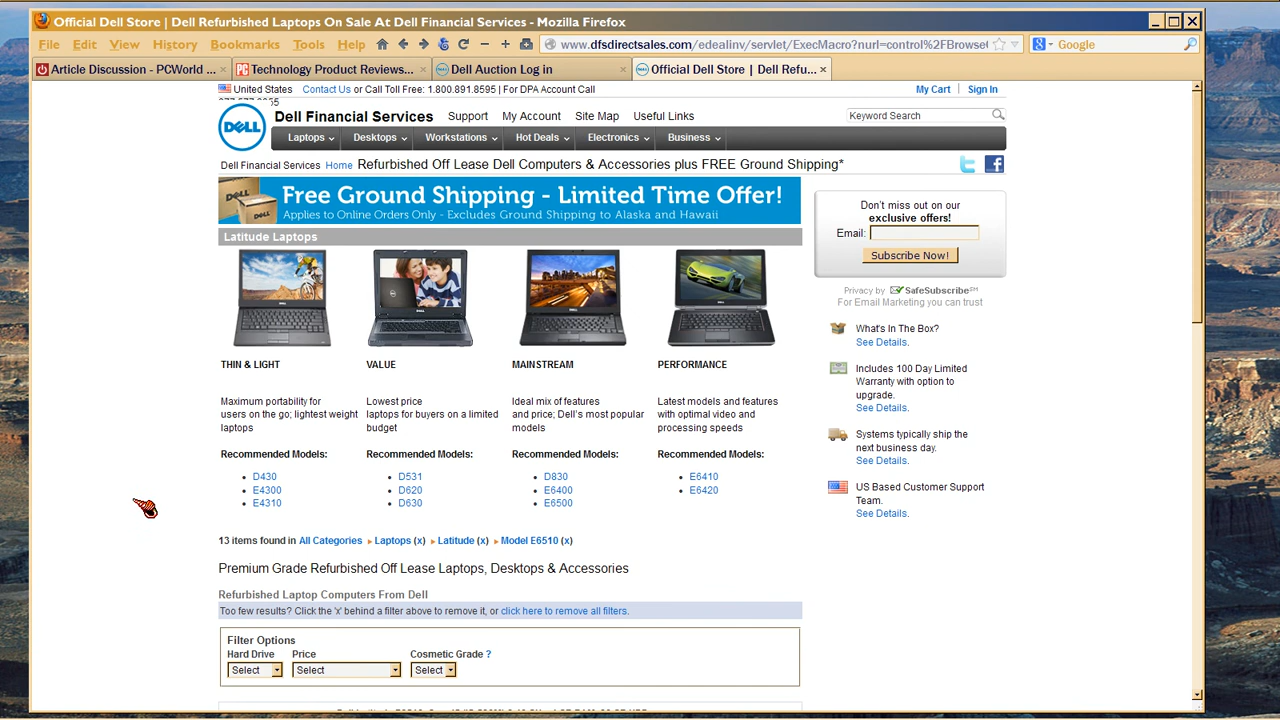 Official Dell Store | Dell Refurbished Laptops On Sale At Dell Financial Services - Mozilla Firefox
File Edit View History Bookmarks Tools Help
www.dfsdirectsales.com/edealinv/servlet/ExecMacro?nurl=control%2FBrowse
Google
Article Discussion - PCWorld ... x
Technology Product Reviews... x
Dell Auction Log in x
Official Dell Store | Dell Refu... x
United States Contact Us or Call Toll Free: 1.800.891.8595 | For DPA Account Call
My Cart | Sign In
DELL
Dell Financial Services Support My Account Site Map Useful Links
Keyword Search
Laptops Desktops Workstations Hot Deals Electronics Business
Dell Financial Services Home Refurbished Off Lease Dell Computers & Accessories plus FREE Ground Shipping*
Free Ground Shipping - Limited Time Offer!
Applies to Online Orders Only - Excludes Ground Shipping to Alaska and Hawaii
Don't miss out on our
exclusive offers!
Email:
Subscribe Now!
Privacy by SafeSubscribe SM
For Email Marketing you can trust
Latitude Laptops
THIN & LIGHT
Maximum portability for
users on the go; lightest weight
laptops
Recommended Models:
• D430
• E4300
• E4310
VALUE
Lowest price
laptops for buyers on a limited
budget
Recommended Models:
• D531
• D620
• D630
MAINSTREAM
Ideal mix of features
and price; Dell's most popular
models
Recommended Models:
• D830
• E6400
• E6500
PERFORMANCE
Latest models and features
with optimal video and
processing speeds
Recommended Models:
• E6410
• E6420
What's In The Box?
See Details.
Includes 100 Day Limited
Warranty with option to
upgrade.
See Details.
Systems typically ship the
next business day.
See Details.
US Based Customer Support
Team.
See Details.
13 items found in All Categories Laptops (x) Latitude (x) Model E6510 (x)
Premium Grade Refurbished Off Lease Laptops, Desktops & Accessories
Refurbished Laptop Computers From Dell
Too few results? Click the 'x' behind a filter above to remove it, or click here to remove all filters.
Filter Options
Hard Drive Price Cosmetic Grade ?
Select Select Select